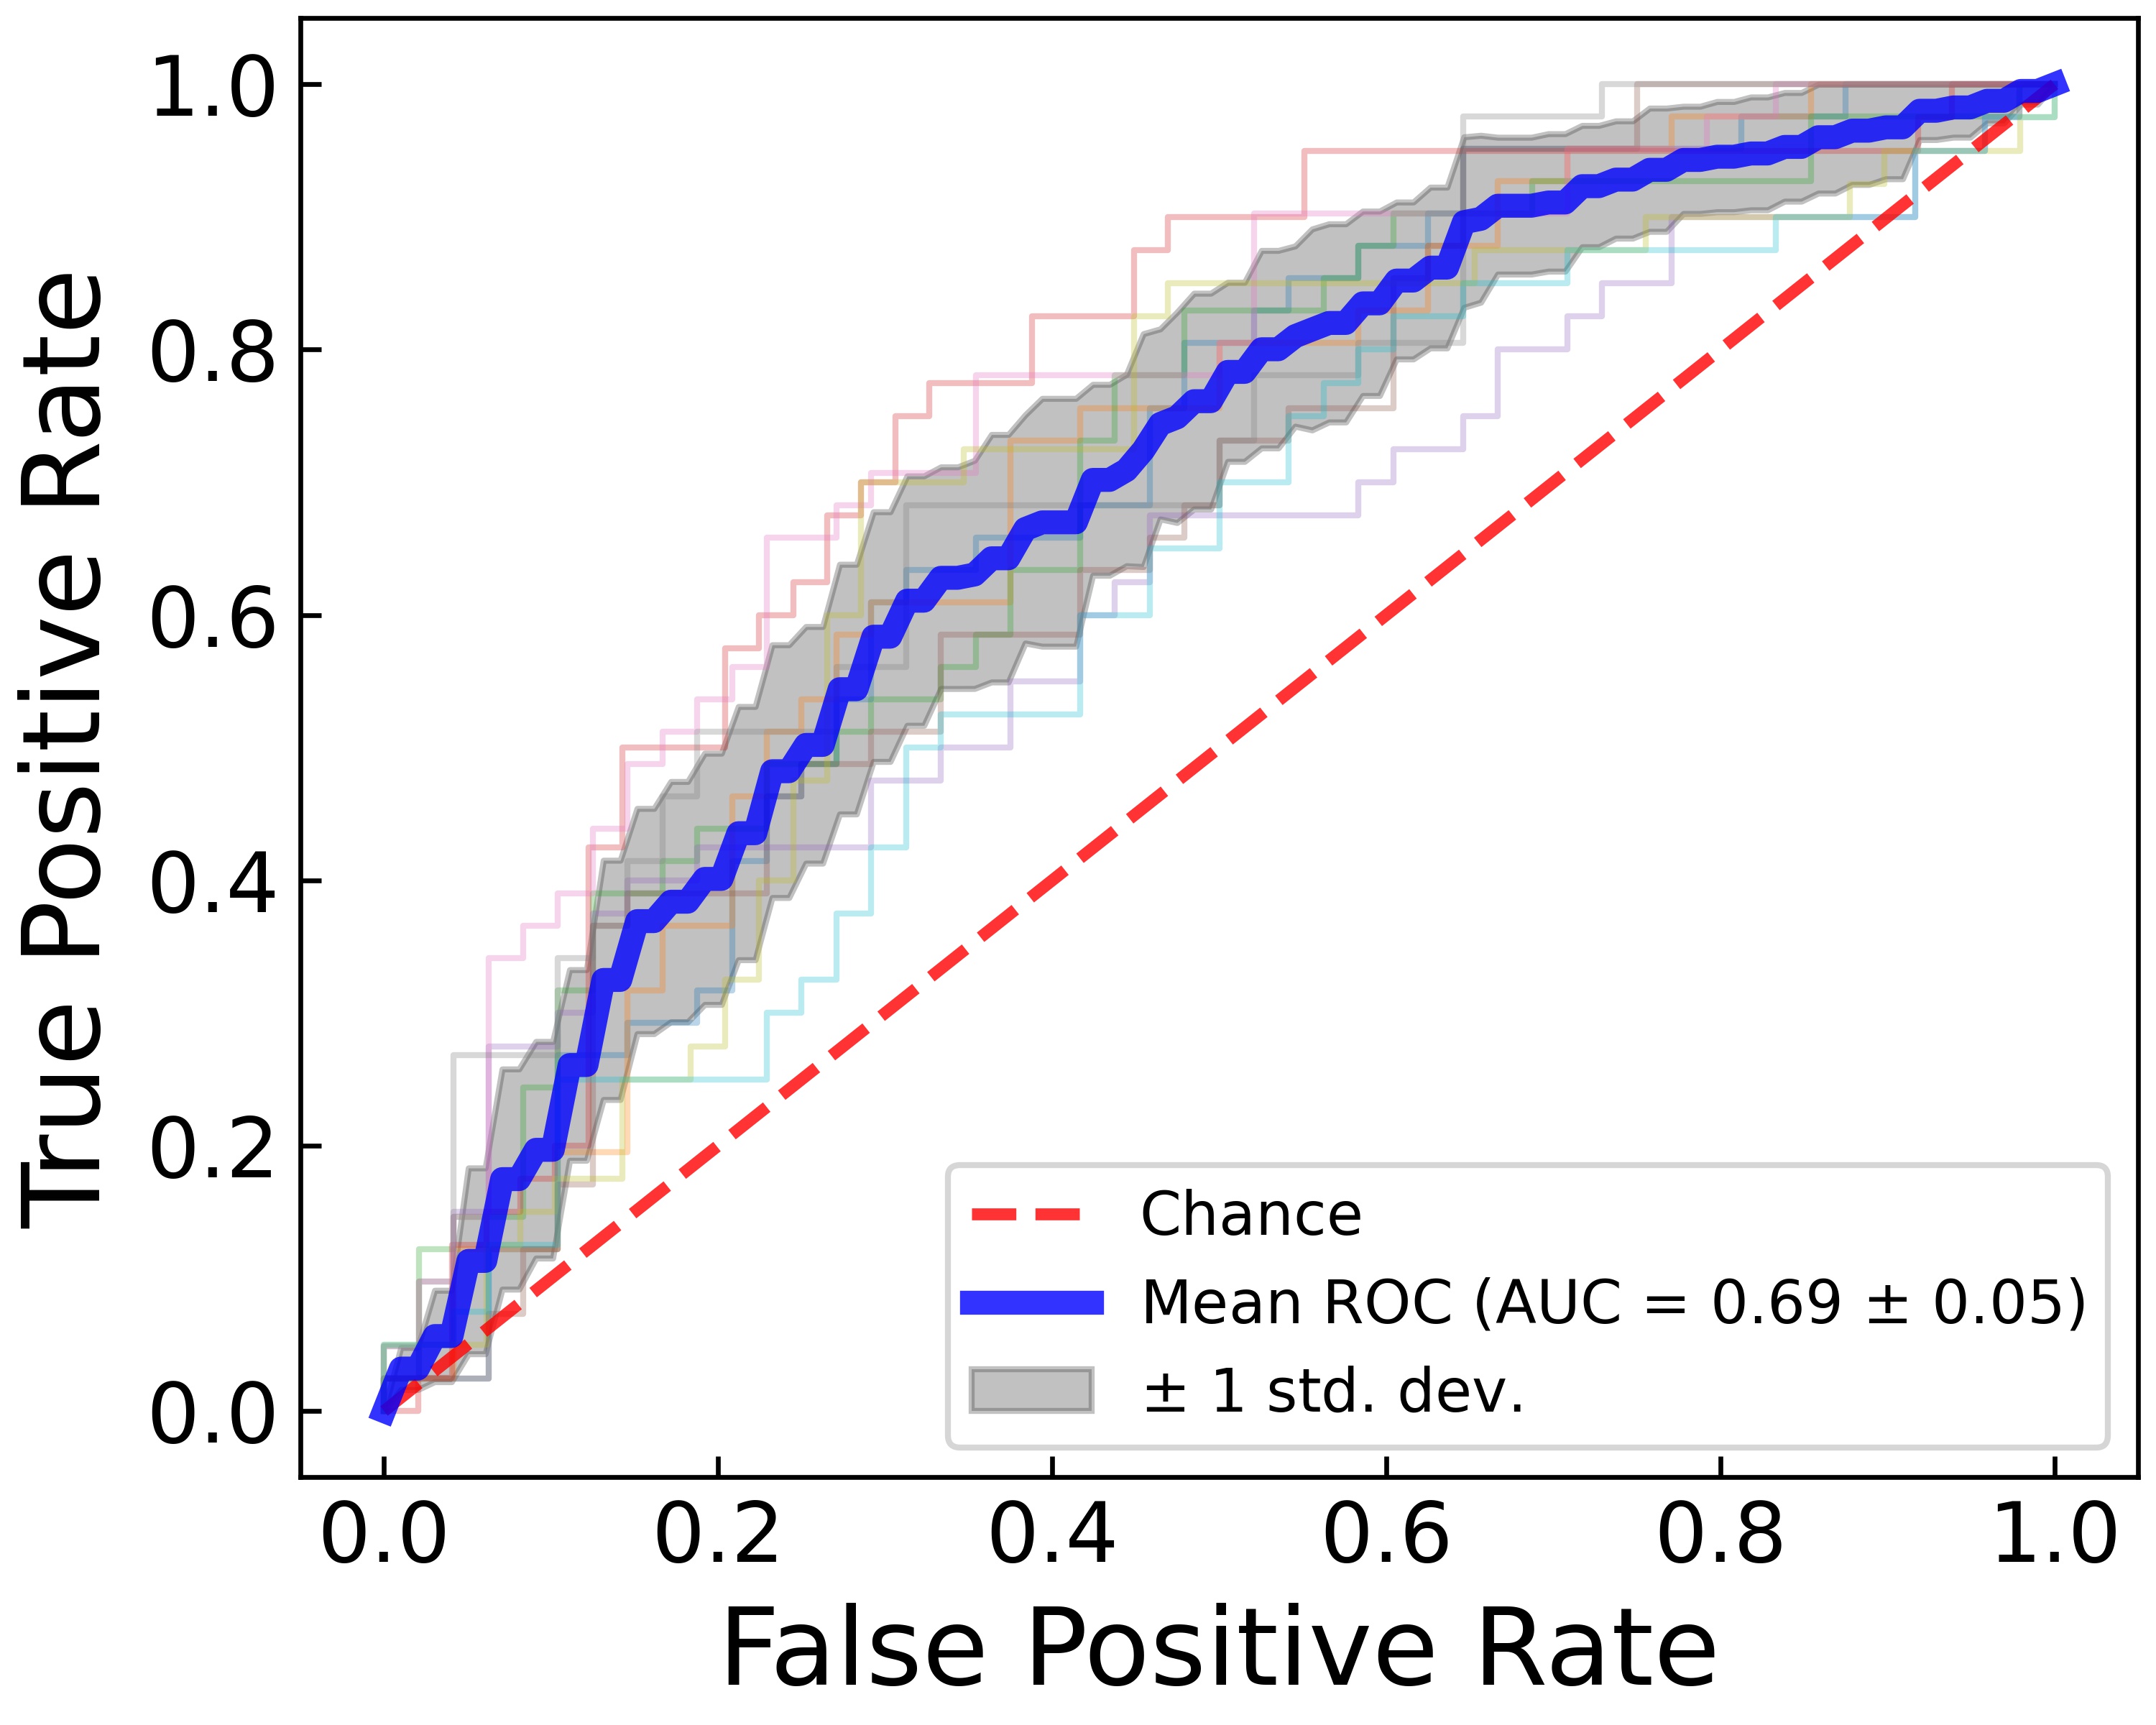 True Positive Rate
1.0
0.8
0.6
0.4
0.2
0.0
Chance
Mean ROC (AUC = 0.69 ± 0.05)
± 1 std. dev.
0.0 0.2 0.4 0.6 0.8 1.0
False Positive Rate